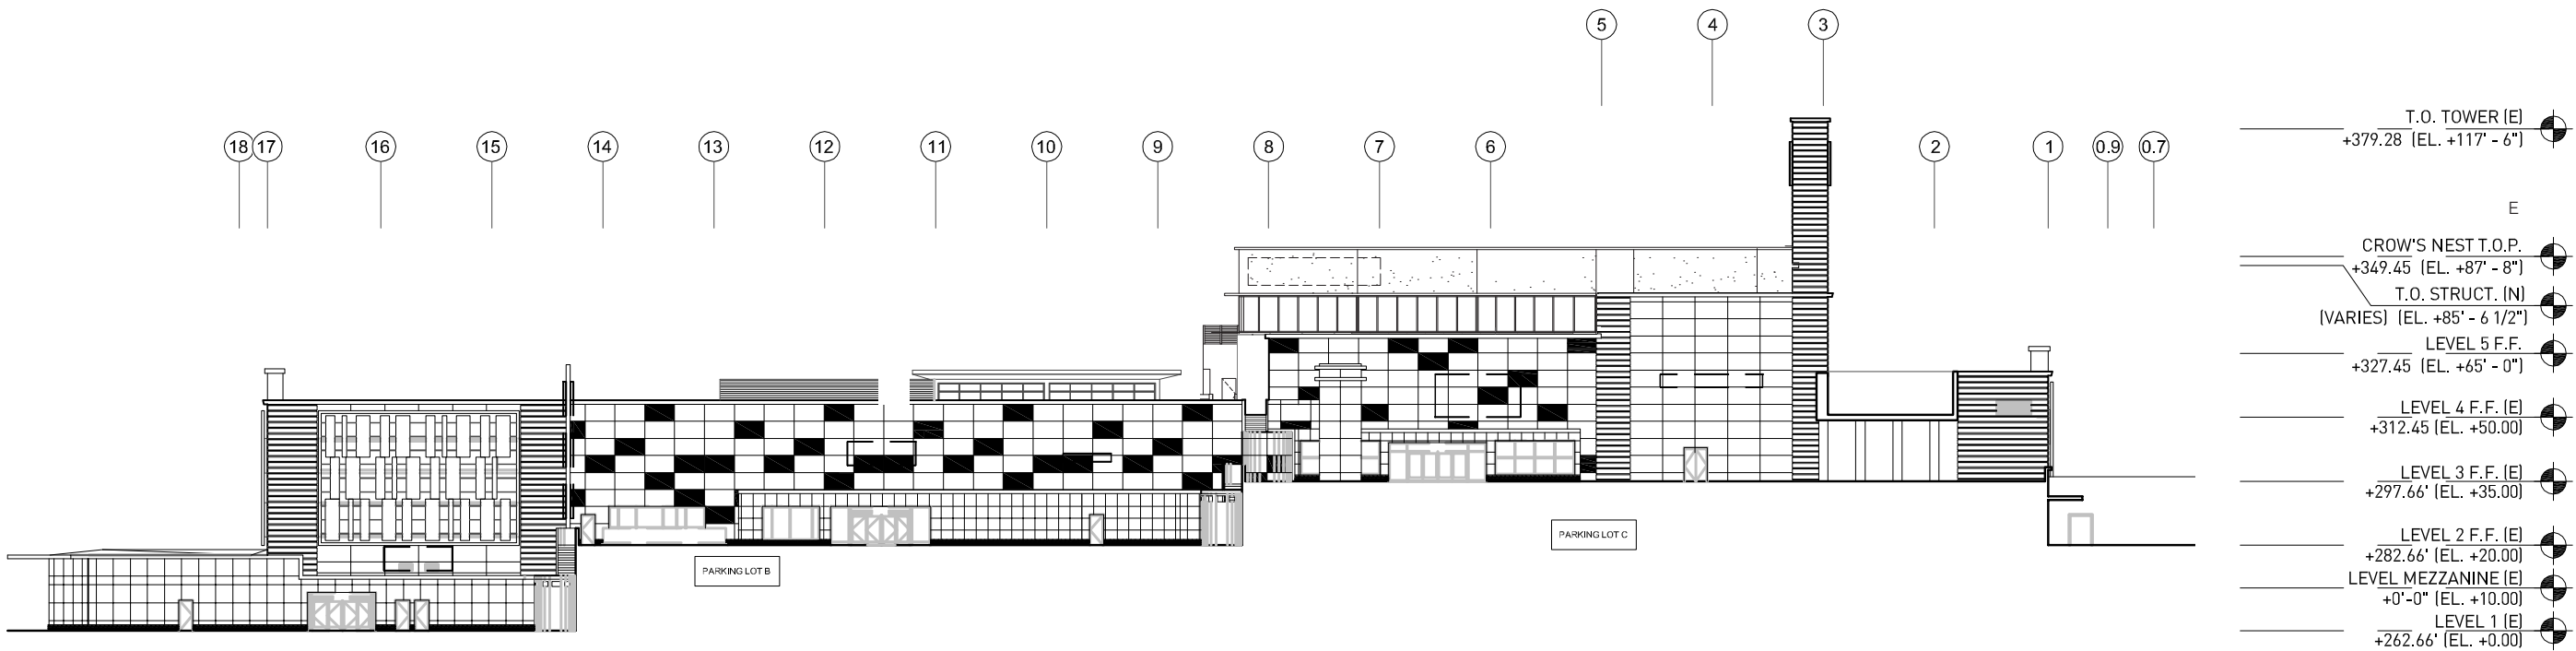 5 4 3
18 17 16 15 14 13 12 11 10 9 8 7 6 2 1 0.9 0.7
T.O. TOWER (E)
+379.28 (EL. +117' - 6")
E
CROW'S NEST T.O.P.
+349.45 (EL. +87' - 8")
T.O. STRUCT. (N)
(VARIES) (EL. +85' - 6 1/2")
LEVEL 5 F.F.
+327.45 (EL. +65' - 0")
LEVEL 4 F.F. (E)
+312.45 (EL. +50.00)
LEVEL 3 F.F. (E)
+297.66' (EL. +35.00)
PARKING LOT C
LEVEL 2 F.F. (E)
+282.66' (EL. +20.00)
PARKING LOT B
LEVEL MEZZANINE (E)
+0'-0" (EL. +10.00)
LEVEL 1 (E)
+262.66' (EL. +0.00)